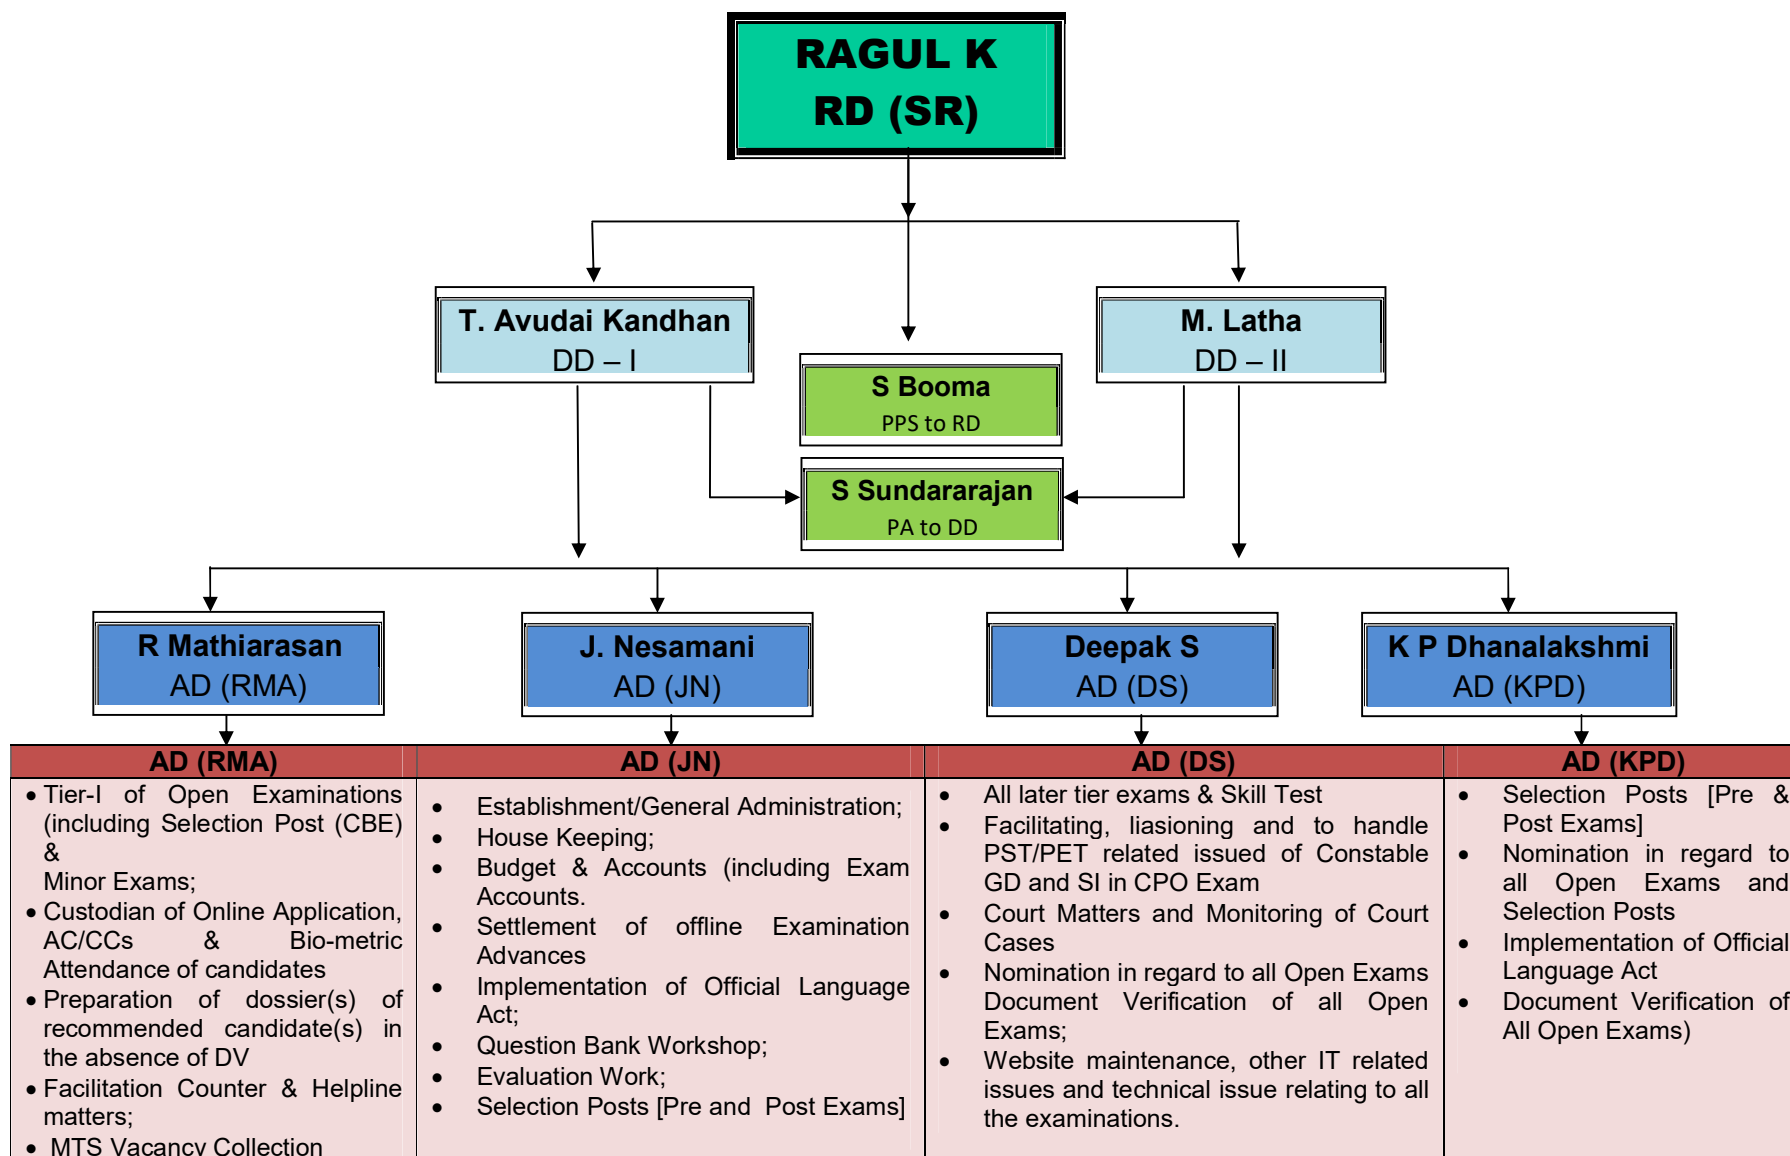 RAGUL K
RD (SR)
T. Avudai Kandhan
DD – I
M. Latha
DD – II
S Booma
PPS to RD
S Sundararajan
PA to DD
R Mathiarasan
AD (RMA)
J. Nesamani
AD (JN)
Deepak S
AD (DS)
K P Dhanalakshmi
AD (KPD)
AD (RMA)
• Tier-I of Open Examinations
(including Selection Post (CBE)
&
Minor Exams;
• Custodian of Online Application,
AC/CCs & Bio-metric
Attendance of candidates
• Preparation of dossier(s) of
recommended candidate(s) in
the absence of DV
• Facilitation Counter & Helpline
matters;
• MTS Vacancy Collection
AD (JN)
• Establishment/General Administration;
• House Keeping;
• Budget & Accounts (including Exam
Accounts.
• Settlement of offline Examination
Advances
• Implementation of Official Language
Act;
• Question Bank Workshop;
• Evaluation Work;
• Selection Posts [Pre and Post Exams]
AD (DS)
• All later tier exams & Skill Test
• Facilitating, liasioning and to handle
PST/PET related issued of Constable
GD and SI in CPO Exam
• Court Matters and Monitoring of Court
Cases
• Nomination in regard to all Open Exams
Document Verification of all Open
Exams;
• Website maintenance, other IT related
issues and technical issue relating to all
the examinations.
AD (KPD)
• Selection Posts [Pre &
Post Exams]
• Nomination in regard to
all Open Exams and
Selection Posts
• Implementation of Official
Language Act
• Document Verification of
All Open Exams)